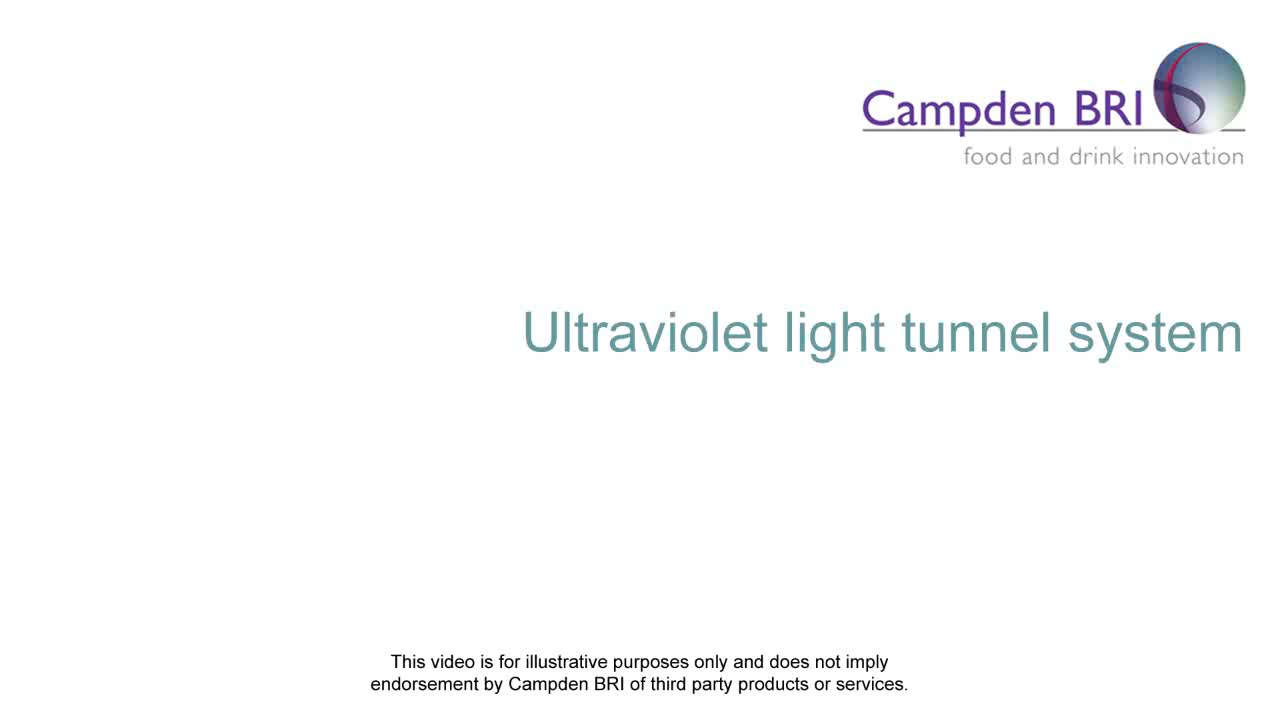 Campden BRI
food and drink innovation
Ultraviolet light tunnel system
This video is for illustrative purposes only and does not imply
endorsement by Campden BRI of third party products or services.